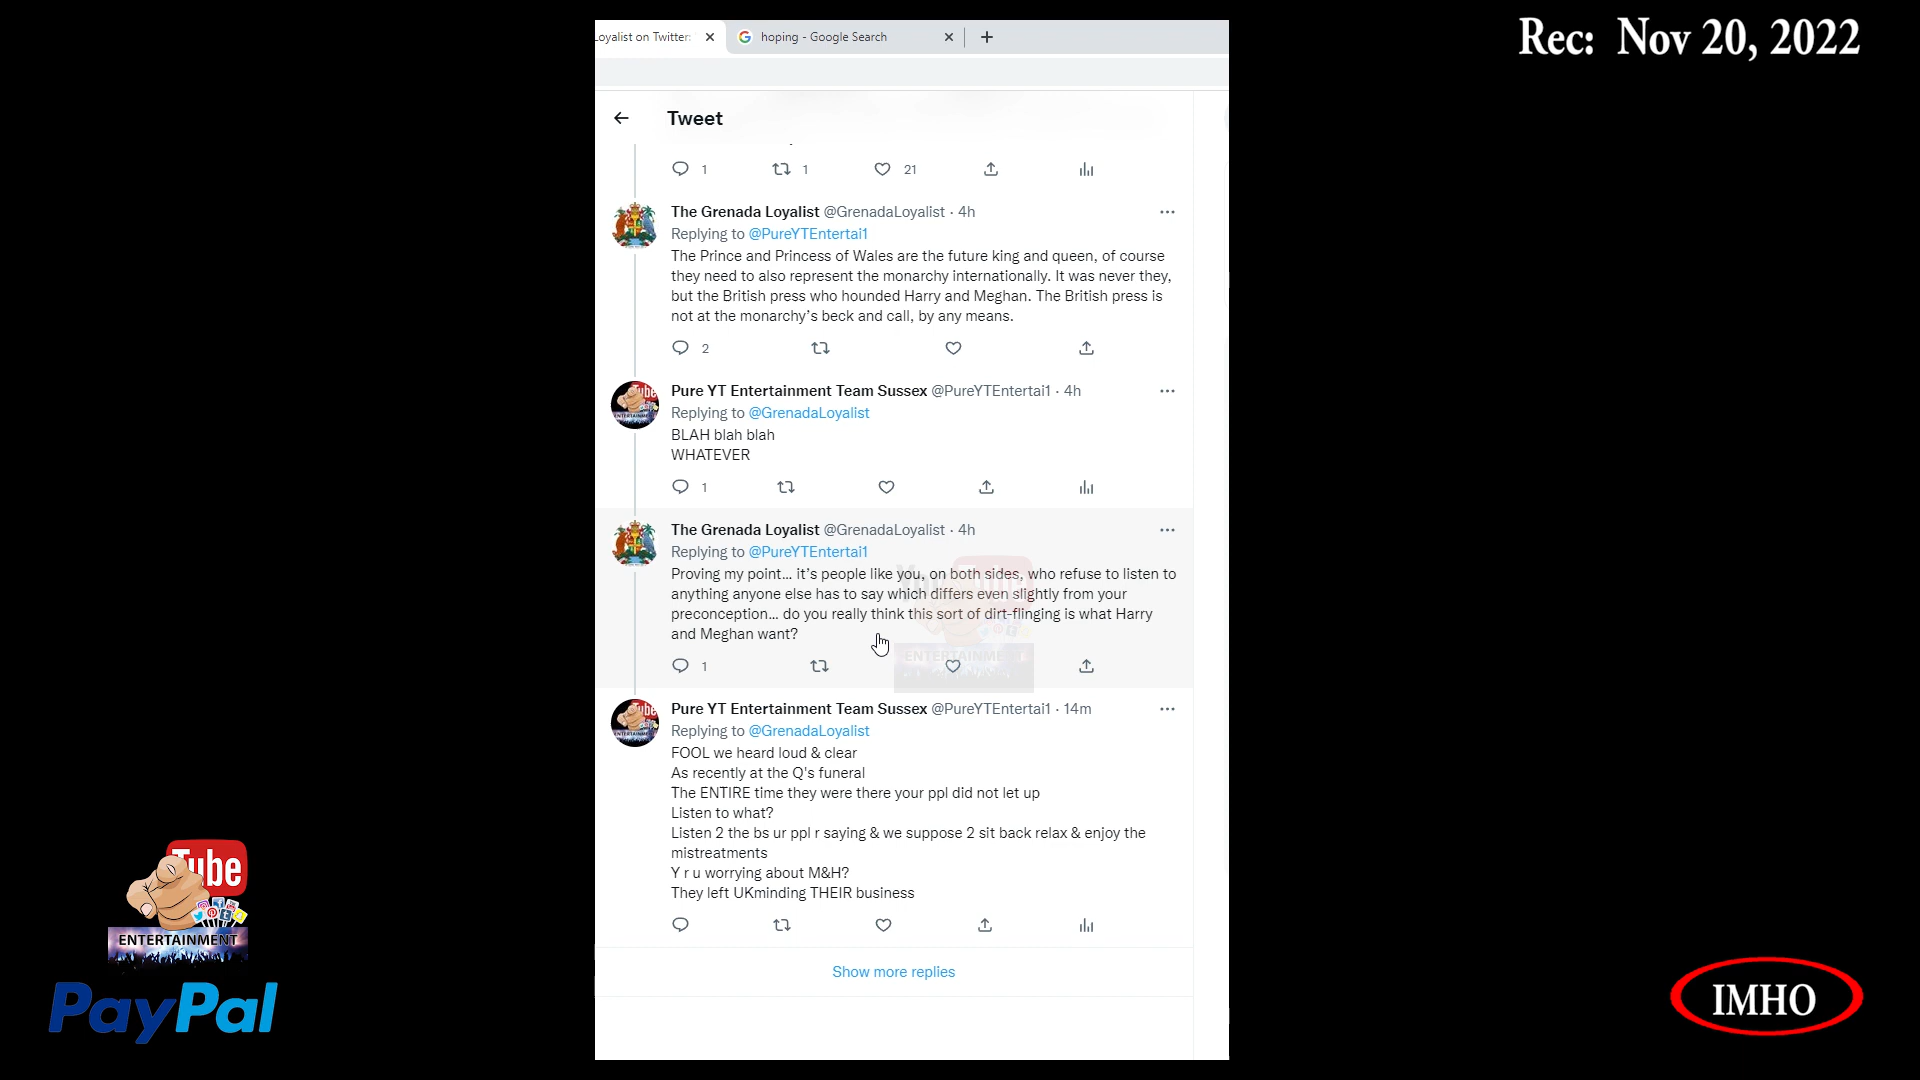 Rec: Nov 20, 2022
Loyalist on Twitter:
hoping - Google Search
Tweet
1 1 21
The Grenada Loyalist @GrenadaLoyalist · 4h
Replying to @PureYTEntertai1
The Prince and Princess of Wales are the future king and queen, of course
they need to also represent the monarchy internationally. It was never they,
but the British press who hounded Harry and Meghan. The British press is
not at the monarchy’s beck and call, by any means.
2
Pure YT Entertainment Team Sussex @PureYTEntertai1 · 4h
Replying to @GrenadaLoyalist
BLAH blah blah
WHATEVER
1
The Grenada Loyalist @GrenadaLoyalist · 4h
Replying to @PureYTEntertai1
Proving my point... it’s people like you, on both sides, who refuse to listen to
anything anyone else has to say which differs even slightly from your
preconception... do you really think this sort of dirt-flinging is what Harry
and Meghan want?
1
Pure YT Entertainment Team Sussex @PureYTEntertai1 · 14m
Replying to @GrenadaLoyalist
FOOL we heard loud & clear
As recently at the Q's funeral
The ENTIRE time they were there your ppl did not let up
Listen to what?
Listen 2 the bs ur ppl r saying & we suppose 2 sit back relax & enjoy the
mistreatments
Y r u worrying about M&H?
They left UKminding THEIR business
Show more replies
Tube
ENTERTAINMENT
PayPal
IMHO